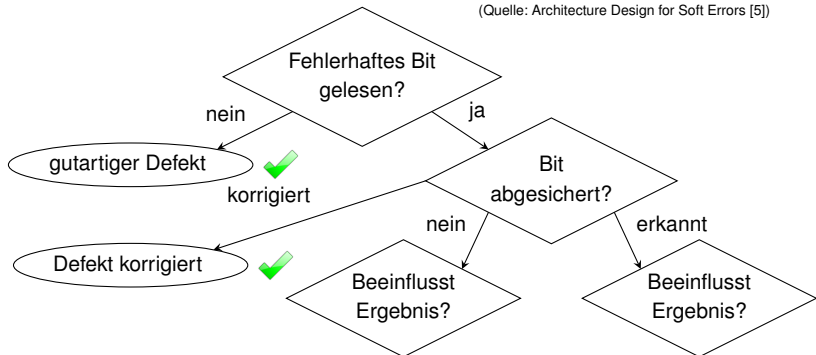 (Quelle: Architecture Design for Soft Errors [5])
Fehlerhaftes Bit
gelesen?
nein
ja
gutartiger Defekt
korrigiert
Bit
abgesichert?
nein
erkannt
Defekt korrigiert
Beeinflusst
Ergebnis?
Beeinflusst
Ergebnis?